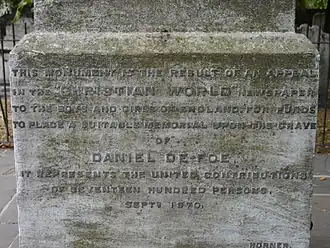 THIS MONUMENT IS THE RESULT OF AN APPEAL
IN THE "CHRISTIAN WORLD" NEWSPAPER
TO THE BOYS AND GIRLS OF ENGLAND FOR FUNDS
TO PLACE A SUITABLE MEMORIAL UPON THE GRAVE
OF
DANIEL DE-FOE,
IT REPRESENTS THE UNITED CONTRIBUTIONS
OF SEVENTEEN HUNDRED PERSONS.
SEPT. 1870.
HORNER.